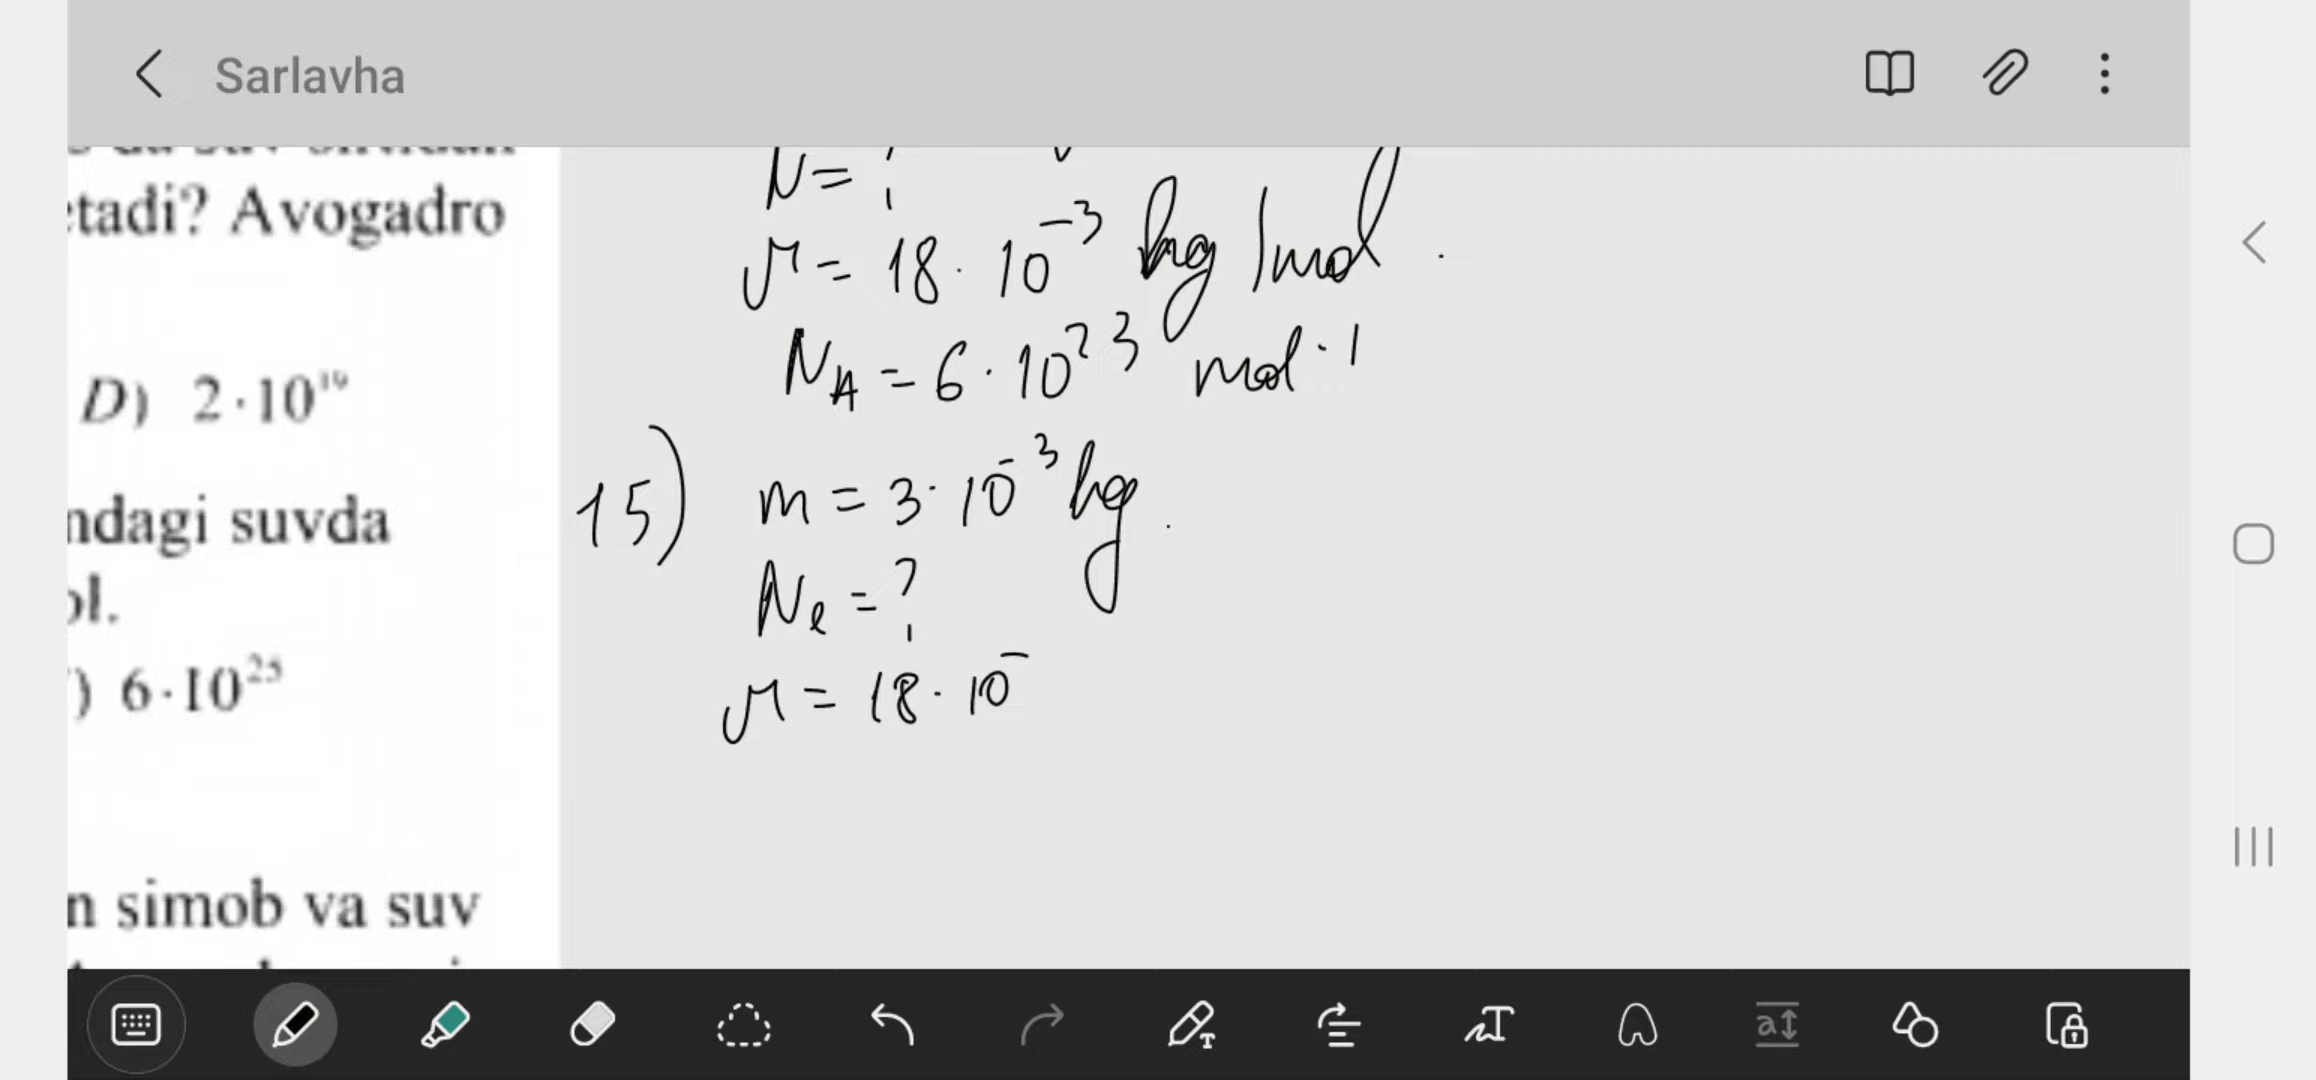 Sarlavha
etadi? Avogadro
D) 2·10¹⁹
ndagi suvda
ol.
) 6·10²⁵
n simob va suv
N = ?
M = 18 · 10⁻³ kg/mol.
N_A = 6 · 10²³ mol⁻¹
15) m = 3 · 10⁻³ kg.
N_e = ?
M = 18 · 10⁻